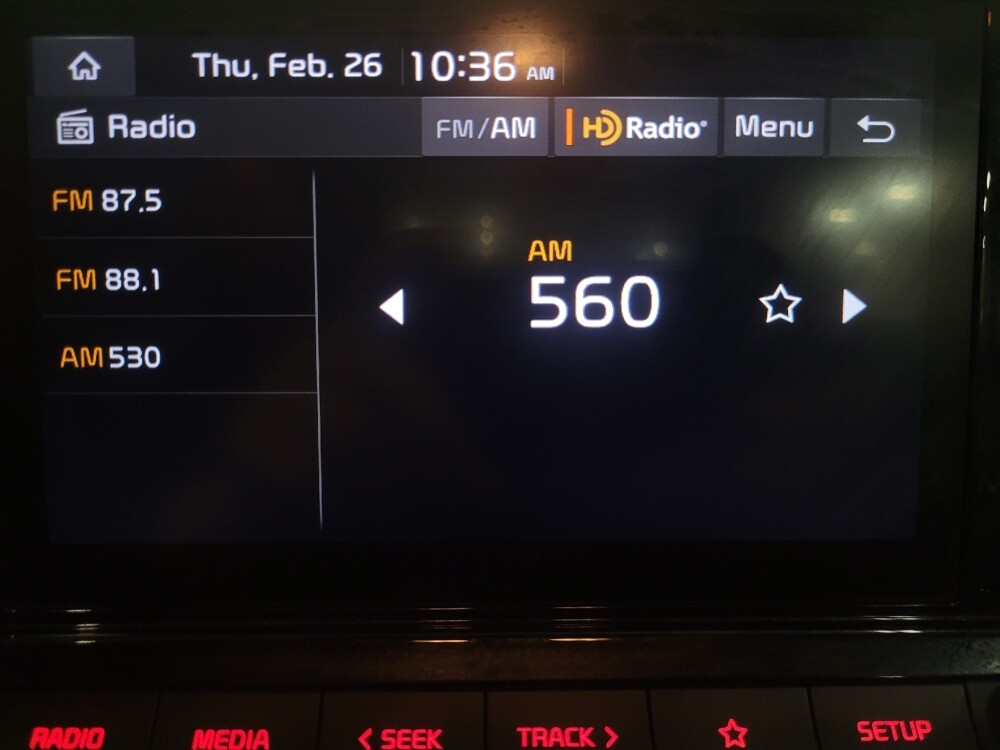 Thu, Feb. 26 10:36 AM
Radio FM/AM HD Radio® Menu
FM 87.5
FM 88.1
AM 530
AM
560
RADIO MEDIA < SEEK TRACK > SETUP